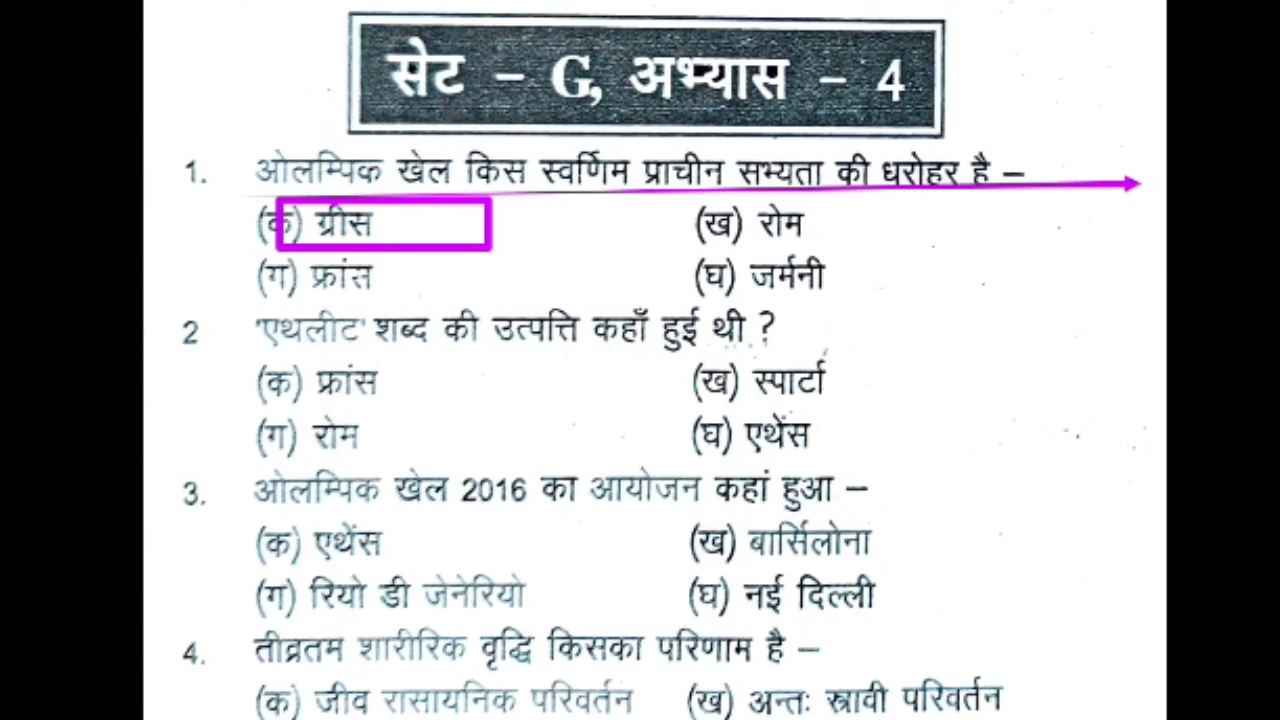 सेट - G, अभ्यास - 4
1. ओलम्पिक खेल किस स्वर्णिम प्राचीन सभ्यता की धरोहर है –
(क) ग्रीस (ख) रोम
(ग) फ्रांस (घ) जर्मनी
2 'एथलीट' शब्द की उत्पत्ति कहाँ हुई थी ?
(क) फ्रांस (ख) स्पार्टा
(ग) रोम (घ) एथेंस
3. ओलम्पिक खेल 2016 का आयोजन कहां हुआ –
(क) एथेंस (ख) बार्सिलोना
(ग) रियो डी जेनेरियो (घ) नई दिल्ली
4. तीव्रतम शारीरिक वृद्धि किसका परिणाम है –
(क) जीव रासायनिक परिवर्तन (ख) अन्तः स्त्रावी परिवर्तन